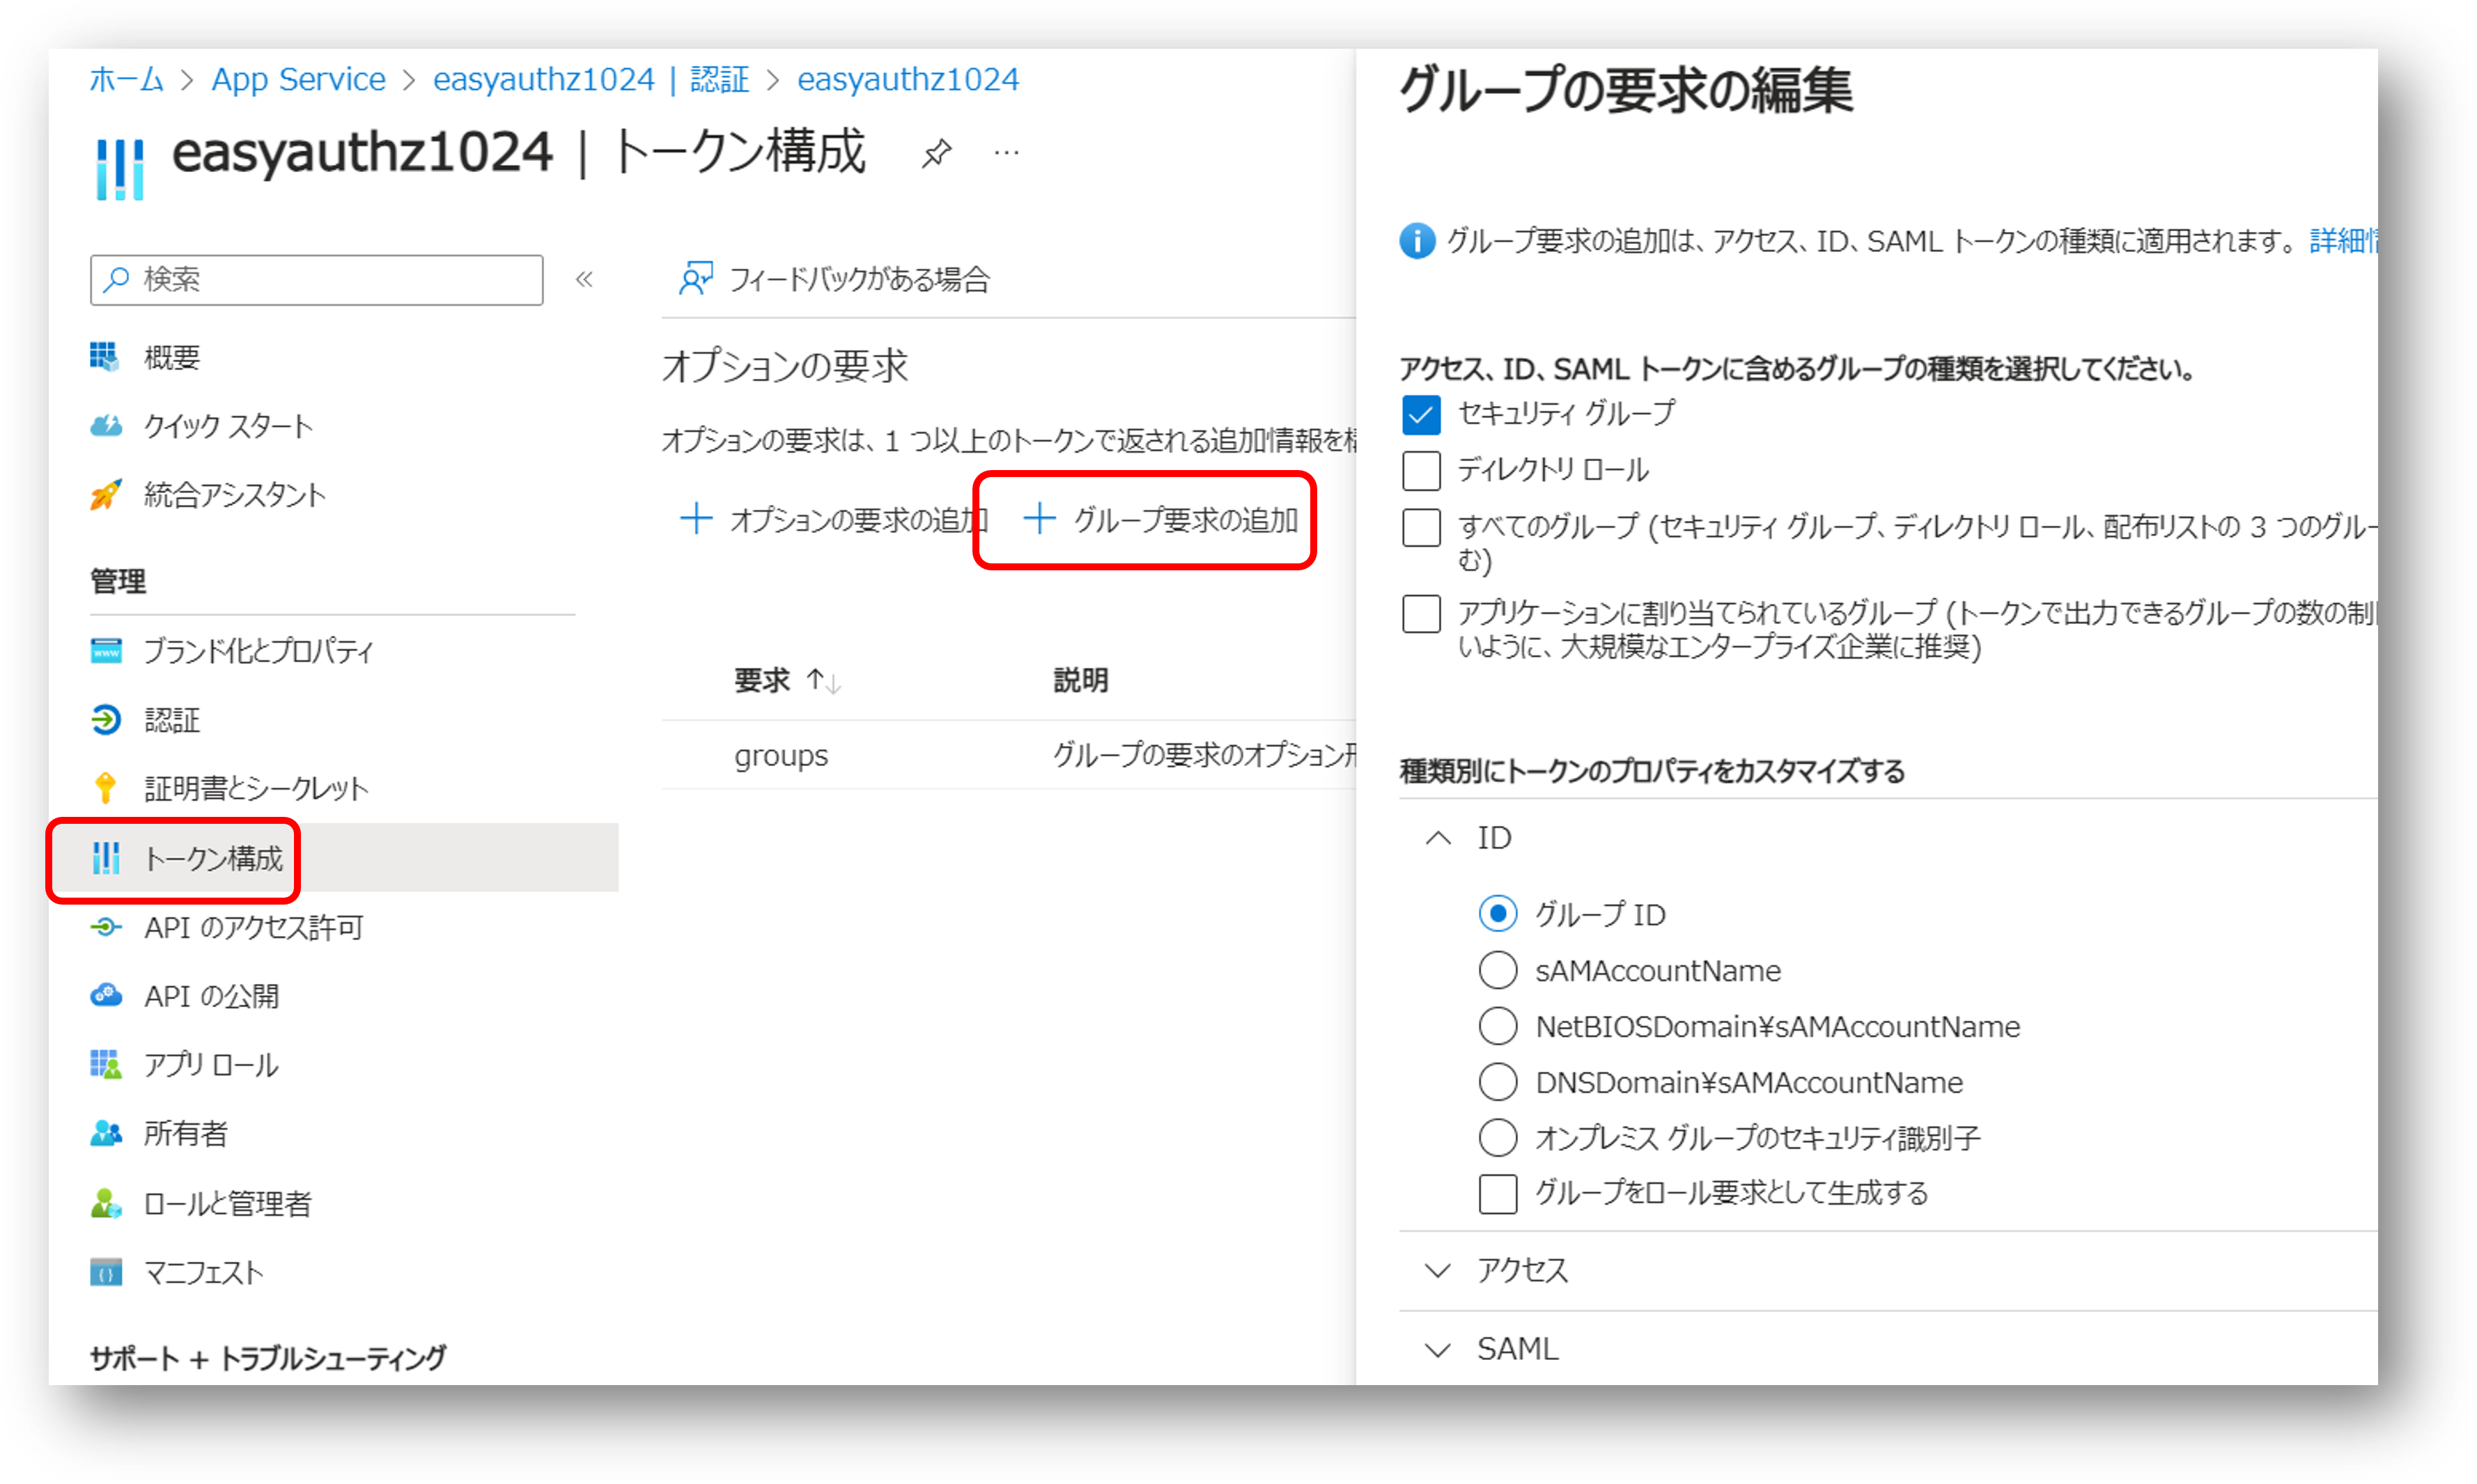 ホーム > App Service > easyauthz1024 | 認証 > easyauthz1024
easyauthz1024 | トークン構成
検索
概要
クイック スタート
統合アシスタント
管理
ブランド化とプロパティ
認証
証明書とシークレット
トークン構成
API のアクセス許可
API の公開
アプリ ロール
所有者
ロールと管理者
マニフェスト
サポート + トラブルシューティング
フィードバックがある場合
オプションの要求
オプションの要求は、1 つ以上のトークンで返される追加情報を
オプションの要求の追加
グループ要求の追加
要求 ↑↓ 説明
groups グループの要求のオプション
グループの要求の編集
グループ要求の追加は、アクセス、ID、SAML トークンの種類に適用されます。詳細
アクセス、ID、SAML トークンに含めるグループの種類を選択してください。
セキュリティ グループ
ディレクトリ ロール
すべてのグループ (セキュリティ グループ、ディレクトリ ロール、配布リストの 3 つのグルー
む)
アプリケーションに割り当てられているグループ (トークンで出力できるグループの数の制
いように、大規模なエンタープライズ企業に推奨)
種類別にトークンのプロパティをカスタマイズする
ID
グループ ID
sAMAccountName
NetBIOSDomain¥sAMAccountName
DNSDomain¥sAMAccountName
オンプレミス グループのセキュリティ識別子
グループをロール要求として生成する
アクセス
SAML